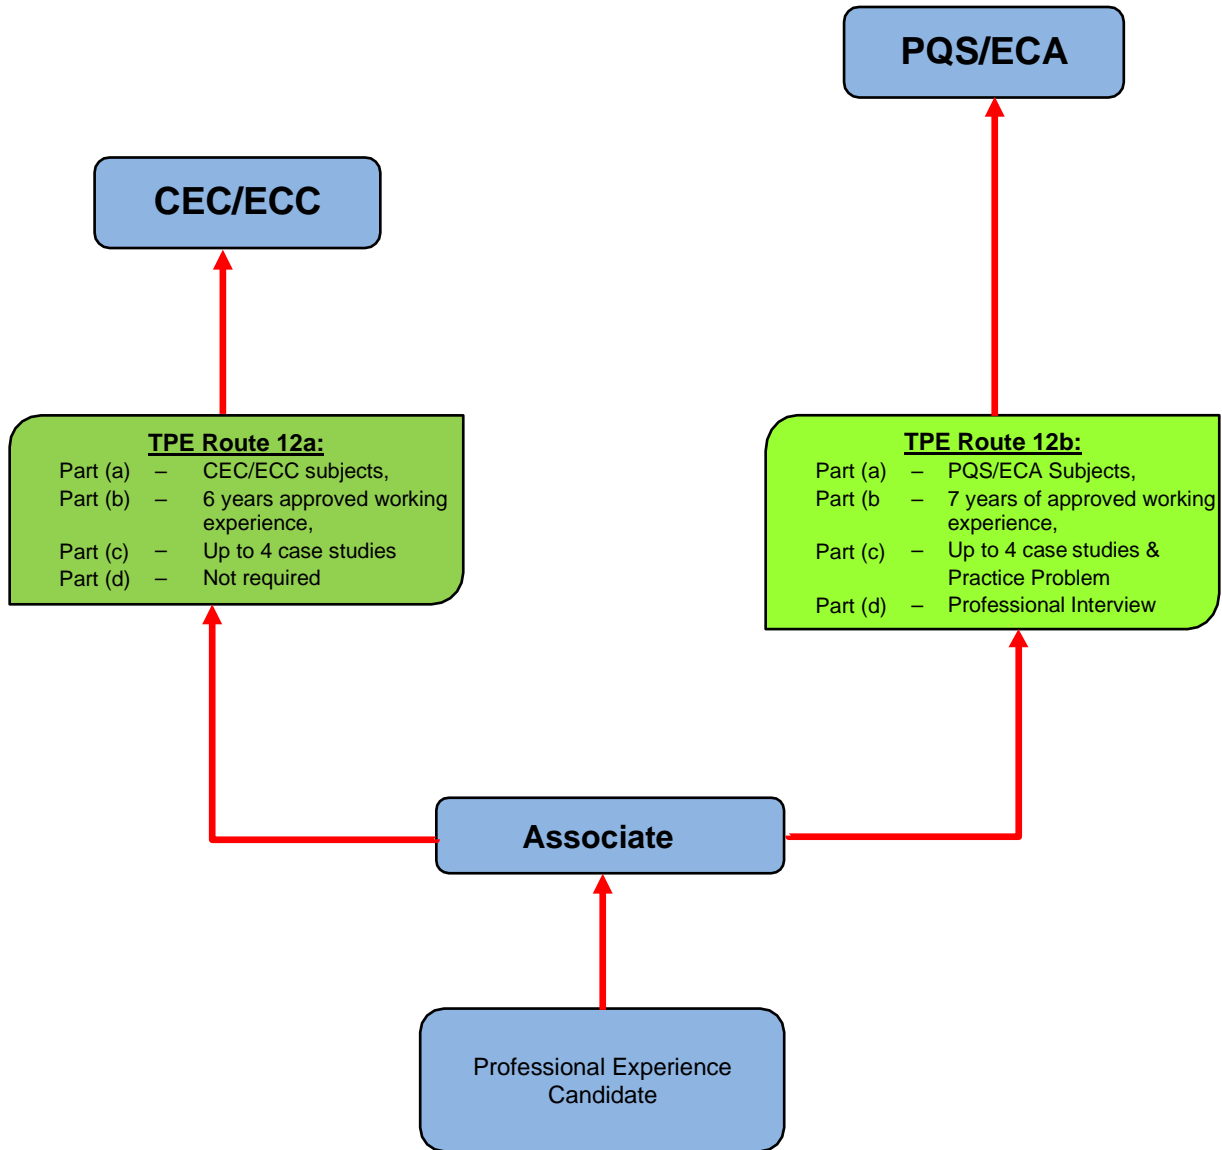 PQS/ECA
CEC/ECC
TPE Route 12a:
Part (a) – CEC/ECC subjects,
Part (b) – 6 years approved working
experience,
Part (c) – Up to 4 case studies
Part (d) – Not required
TPE Route 12b:
Part (a) – PQS/ECA Subjects,
Part (b – 7 years of approved working
experience,
Part (c) – Up to 4 case studies &
Practice Problem
Part (d) – Professional Interview
Associate
Professional Experience
Candidate